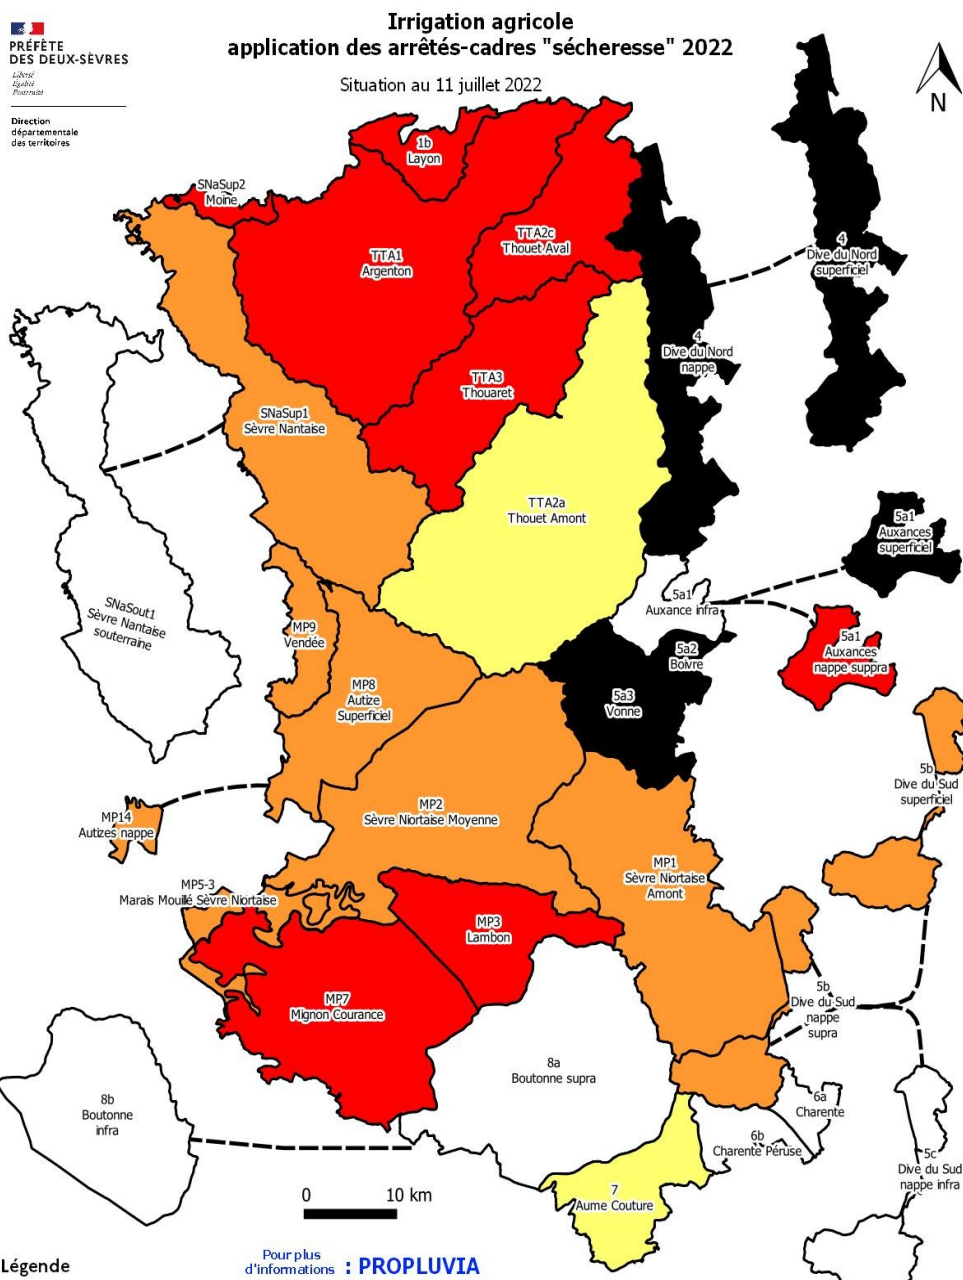 Irrigation agricole
application des arrêtés-cadres "sécheresse" 2022
Situation au 11 juillet 2022
PRÉFÈTE
DES DEUX-SÈVRES
Liberté
Égalité
Fraternité
Direction
départementale
des territoires
N
1b
Layon
SNaSup2
Moine
TTA1
Argenton
TTA2c
Thouet Aval
4
Dive du Nord
superficiel
4
Dive du Nord
nappe
TTA3
Thouaret
SNaSup1
Sèvre Nantaise
TTA2a
Thouet Amont
5a1
Auxances
superficiel
SNaSout1
Sèvre Nantaise
souterraine
5a1
Auxance infra
MP9
Vendée
5a2
Boivre
5a1
Auxances
nappe suppra
MP8
Autize
Superficiel
5a3
Vonne
5b
Dive du Sud
superficiel
MP14
Autizes nappe
MP2
Sèvre Niortaise Moyenne
MP1
Sèvre Niortaise
Amont
MP5-3
Marais Mouillé Sèvre Niortaise
MP3
Lambon
MP7
Mignon Courance
5b
Dive du Sud
nappe
supra
8a
Boutonne supra
8b
Boutonne
infra
6a
Charente
6b
Charente Péruse
5c
Dive du Sud
nappe infra
7
Aume Couture
0 10 km
Légende
Pour plus
d'informations : PROPLUVIA